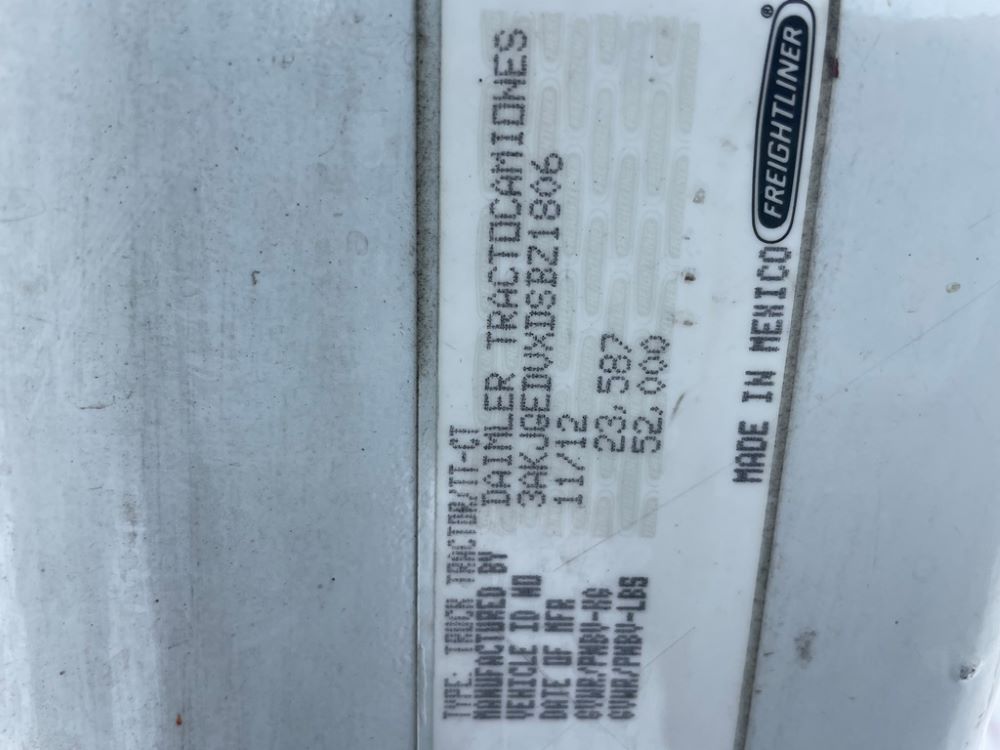 TYPE: TRUCK TRACTOR/TT-CT
MANUFACTURED BY DAIMLER TRACTOCAMIONES
VEHICLE ID NO 3AKJGEDVXDSBZ1806
DATE OF MFR 11/12
GVWR/PNBV-KG 23,587
GVWR/PNBV-LBS 52,000
MADE IN MEXICO FREIGHTLINER®